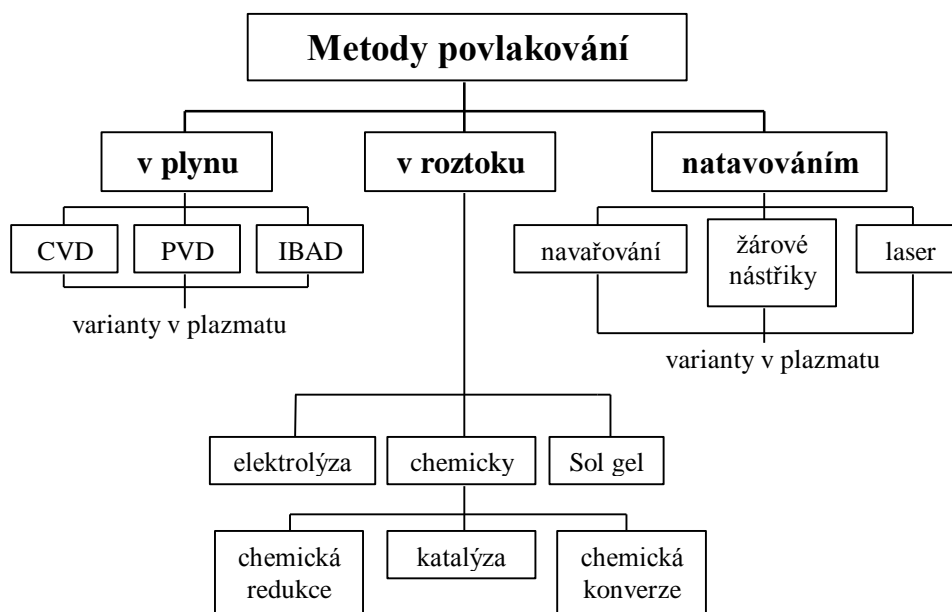 Metody povlakování
v plynu
v roztoku
natavováním
CVD
PVD
IBAD
navařování
žárové
nástřiky
laser
varianty v plazmatu
varianty v plazmatu
elektrolýza
chemicky
Sol gel
chemická
redukce
katalýza
chemická
konverze